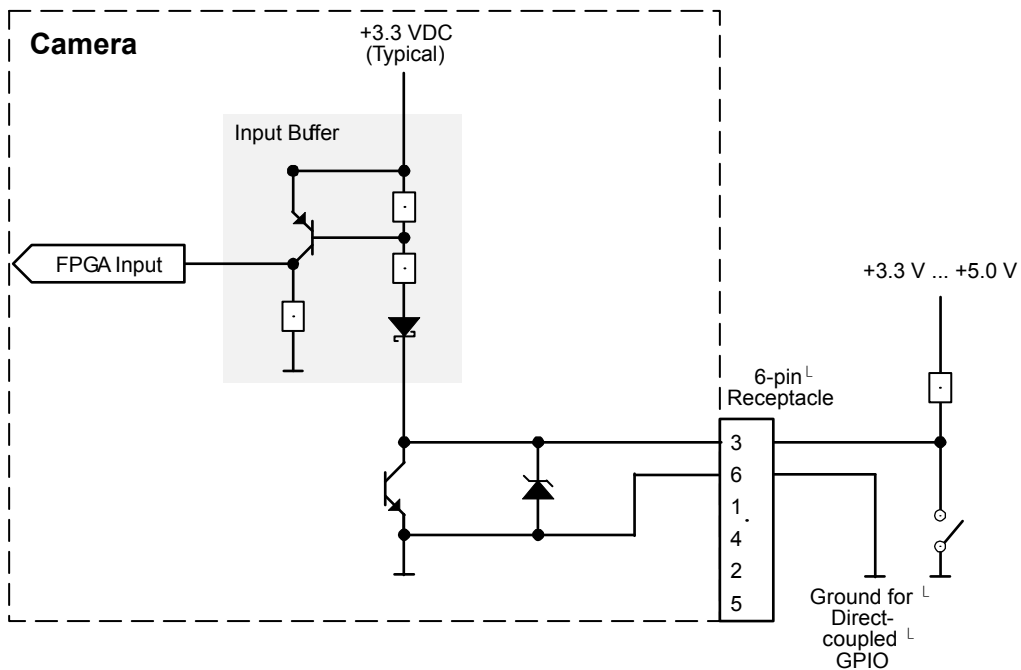 Camera
+3.3 VDC
(Typical)
Input Buffer
FPGA Input
+3.3 V ... +5.0 V
6-pin└
Receptacle
3
6
1
4
2
5
Ground for └
Direct-
coupled └
GPIO